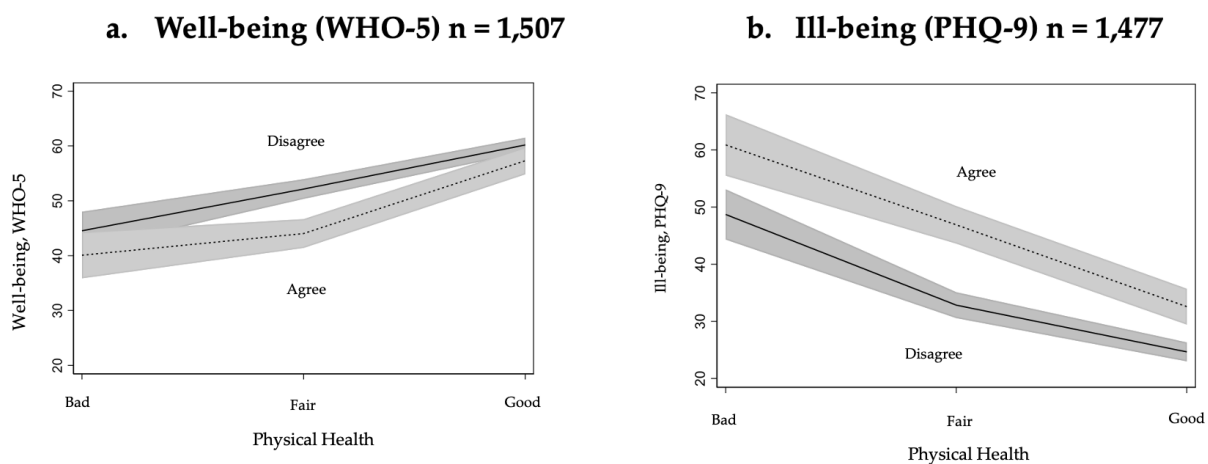 a. Well-being (WHO-5) n = 1,507
70
60
50
40
30
20
Well-being, WHO-5
Disagree
Agree
Bad
Fair
Good
Physical Health
b. Ill-being (PHQ-9) n = 1,477
70
60
50
40
30
20
Ill-being, PHQ-9
Agree
Disagree
Bad
Fair
Good
Physical Health